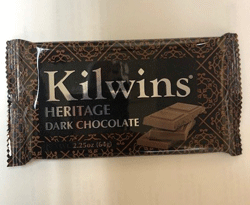 Kilwins®
HERITAGE
DARK CHOCOLATE
2.25oz (64g)